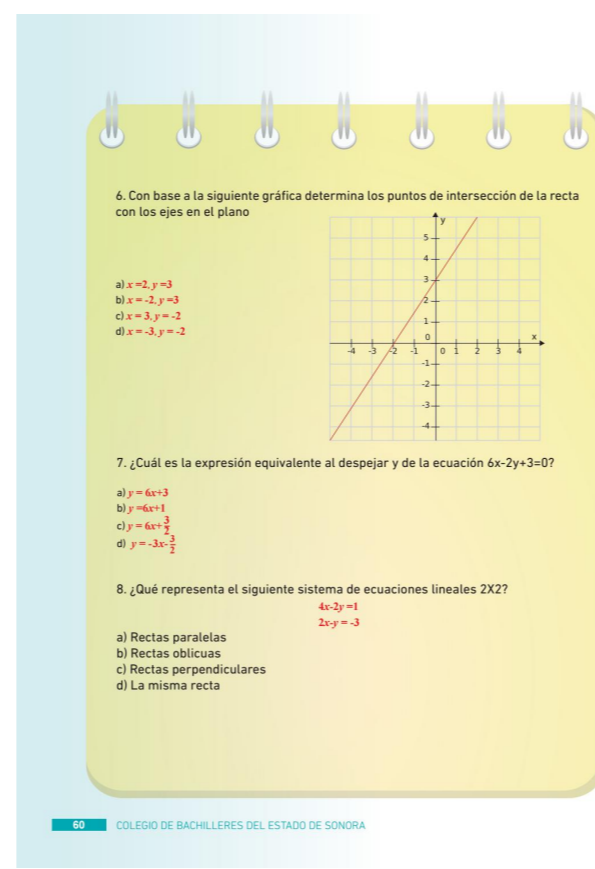 6. Con base a la siguiente gráfica determina los puntos de intersección de la recta
con los ejes en el plano
a) x =2, y =3
b) x = -2, y =3
c) x = 3, y = -2
d) x = -3, y = -2
y
5
4
3
2
1
0
x
-4 -3 -2 -1 0 1 2 3 4
-1
-2
-3
-4
7. ¿Cuál es la expresión equivalente al despejar y de la ecuación 6x-2y+3=0?
a) y = 6x+3
b) y =6x+1
c) y = 6x+3/2
d) y = -3x-3/2
8. ¿Qué representa el siguiente sistema de ecuaciones lineales 2X2?
4x-2y =1
2x-y = -3
a) Rectas paralelas
b) Rectas oblicuas
c) Rectas perpendiculares
d) La misma recta
60 COLEGIO DE BACHILLERES DEL ESTADO DE SONORA